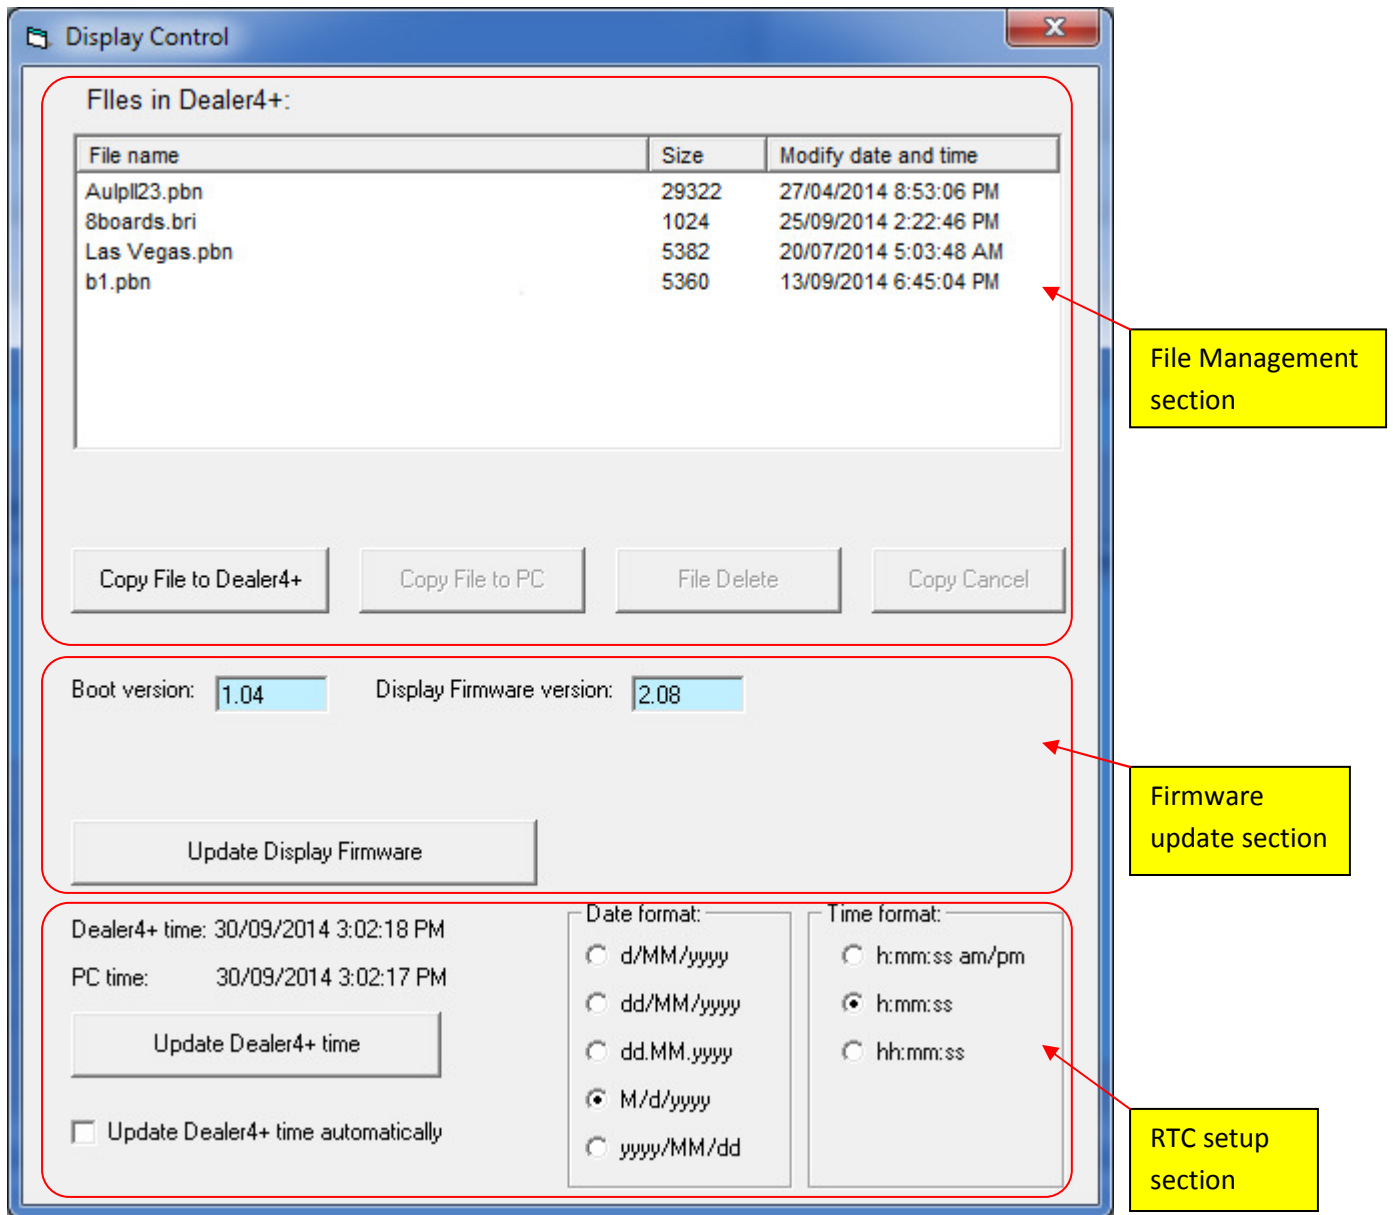 Display Control
FIles in Dealer4+:
File name Size Modify date and time
Aulpll23.pbn 29322 27/04/2014 8:53:06 PM
8boards.bri 1024 25/09/2014 2:22:46 PM
Las Vegas.pbn 5382 20/07/2014 5:03:48 AM
b1.pbn 5360 13/09/2014 6:45:04 PM
File Management
section
Copy File to Dealer4+ Copy File to PC File Delete Copy Cancel
Boot version: 1.04 Display Firmware version: 2.08
Firmware
update section
Update Display Firmware
Dealer4+ time: 30/09/2014 3:02:18 PM
PC time: 30/09/2014 3:02:17 PM
Update Dealer4+ time
Update Dealer4+ time automatically
Date format:
d/MM/yyyy
dd/MM/yyyy
dd.MM.yyyy
M/d/yyyy
yyyy/MM/dd
Time format:
h:mm:ss am/pm
h:mm:ss
hh:mm:ss
RTC setup
section